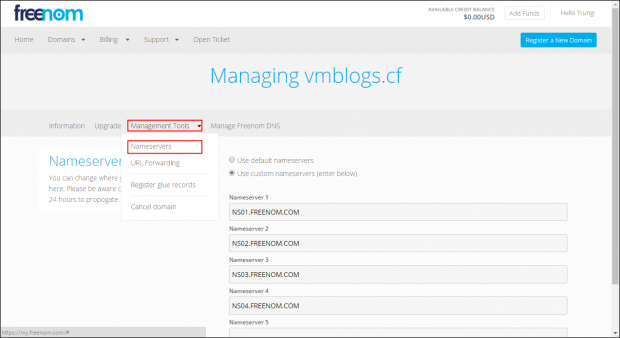 freenom
AVAILABLE CREDIT BALANCE
$0.00USD
Add Funds
Hello Trung!
Home Domains Billing Support Open Ticket
Register a New Domain
Managing vmblogs.cf
Information Upgrade Management Tools Manage Freenom DNS
Nameservers
URL Forwarding
Register glue records
Cancel domain
Nameser
You can change where
here. Please be aware
24 hours to propogate.
Use default nameservers
Use custom nameservers (enter below)
Nameserver 1
NS01.FREENOM.COM
Nameserver 2
NS02.FREENOM.COM
Nameserver 3
NS03.FREENOM.COM
Nameserver 4
NS04.FREENOM.COM
Nameserver 5
https://my.freenom.com/#